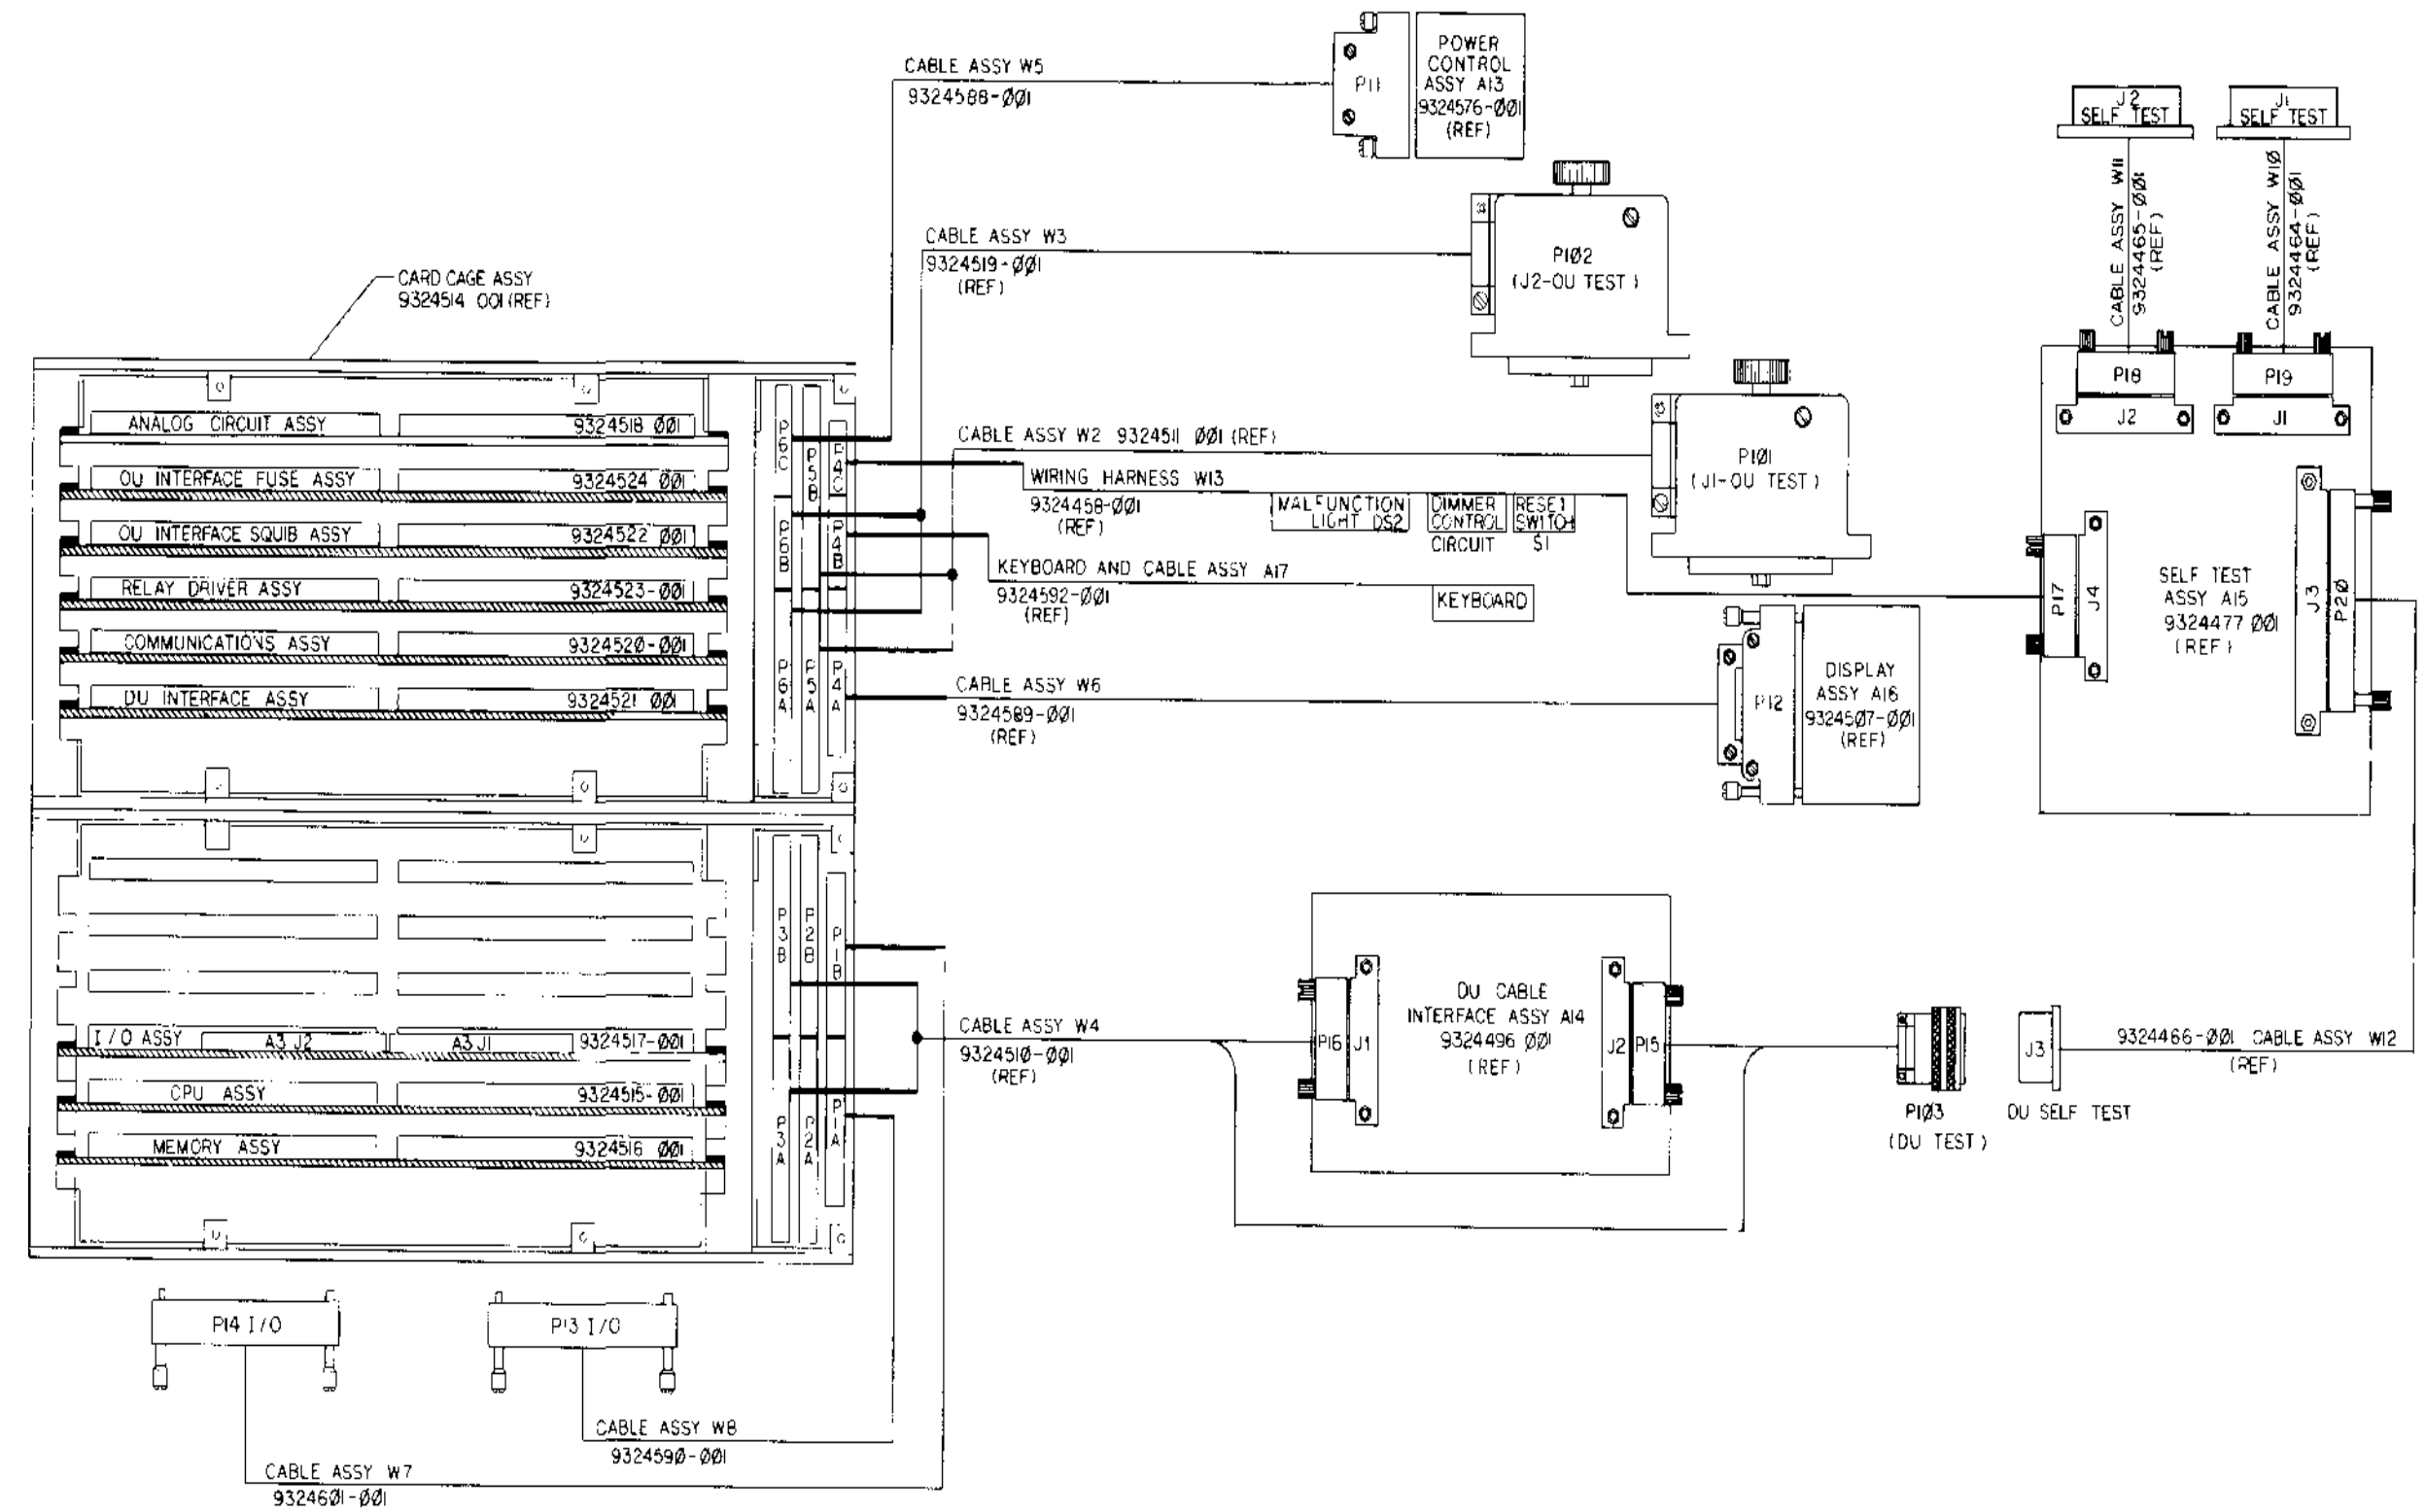 CABLE ASSY W5
9324588-ØØ1
P11
POWER
CONTROL
ASSY A13
9324576-ØØ1
(REF)
J2
SELF TEST
J1
SELF TEST
CABLE ASSY W11
9324465-ØØ1
(REF)
CABLE ASSY W1Ø
9324464-ØØ1
(REF)
CABLE ASSY W3
9324519-ØØ1
(REF)
P1Ø2
(J2-OU TEST)
CARD CAGE ASSY
9324514 001 (REF)
ANALOG CIRCUIT ASSY 9324518 ØØ1
OU INTERFACE FUSE ASSY 9324524 ØØ1
OU INTERFACE SQUIB ASSY 9324522 ØØ1
RELAY DRIVER ASSY 9324523-ØØ1
COMMUNICATIONS ASSY 9324520-ØØ1
DU INTERFACE ASSY 9324521 ØØ1
P6C
P5B
P4C
P6B
P4B
P6A
P5A
P4A
CABLE ASSY W2 9324511 ØØ1 (REF)
WIRING HARNESS W13
9324458-ØØ1
(REF)
MALFUNCTION
LIGHT DS2
DIMMER
CONTROL
CIRCUIT
RESET
SWITCH
S1
P1Ø1
(J1-OU TEST)
KEYBOARD AND CABLE ASSY A17
9324592-ØØ1
(REF)
KEYBOARD
CABLE ASSY W6
9324589-ØØ1
(REF)
P12
DISPLAY
ASSY A16
93245Ø7-ØØ1
(REF)
P18
J2
P19
J1
P17
J4
SELF TEST
ASSY A15
9324477 ØØ1
(REF)
J3
P2Ø
P3B
P2B
P1B
P3A
P2A
P1A
I/O ASSY A3 J2 A3 J1 9324517-ØØ1
CPU ASSY 9324515-ØØ1
MEMORY ASSY 9324516 ØØ1
CABLE ASSY W4
932451Ø-ØØ1
(REF)
P16
J1
DU CABLE
INTERFACE ASSY A14
9324496 ØØ1
(REF)
J2
P15
P1Ø3
(DU TEST)
J3
DU SELF TEST
9324466-ØØ1 CABLE ASSY W12
(REF)
P14 I/O
P13 I/O
CABLE ASSY W8
932459Ø-ØØ1
CABLE ASSY W7
93246Ø1-ØØ1